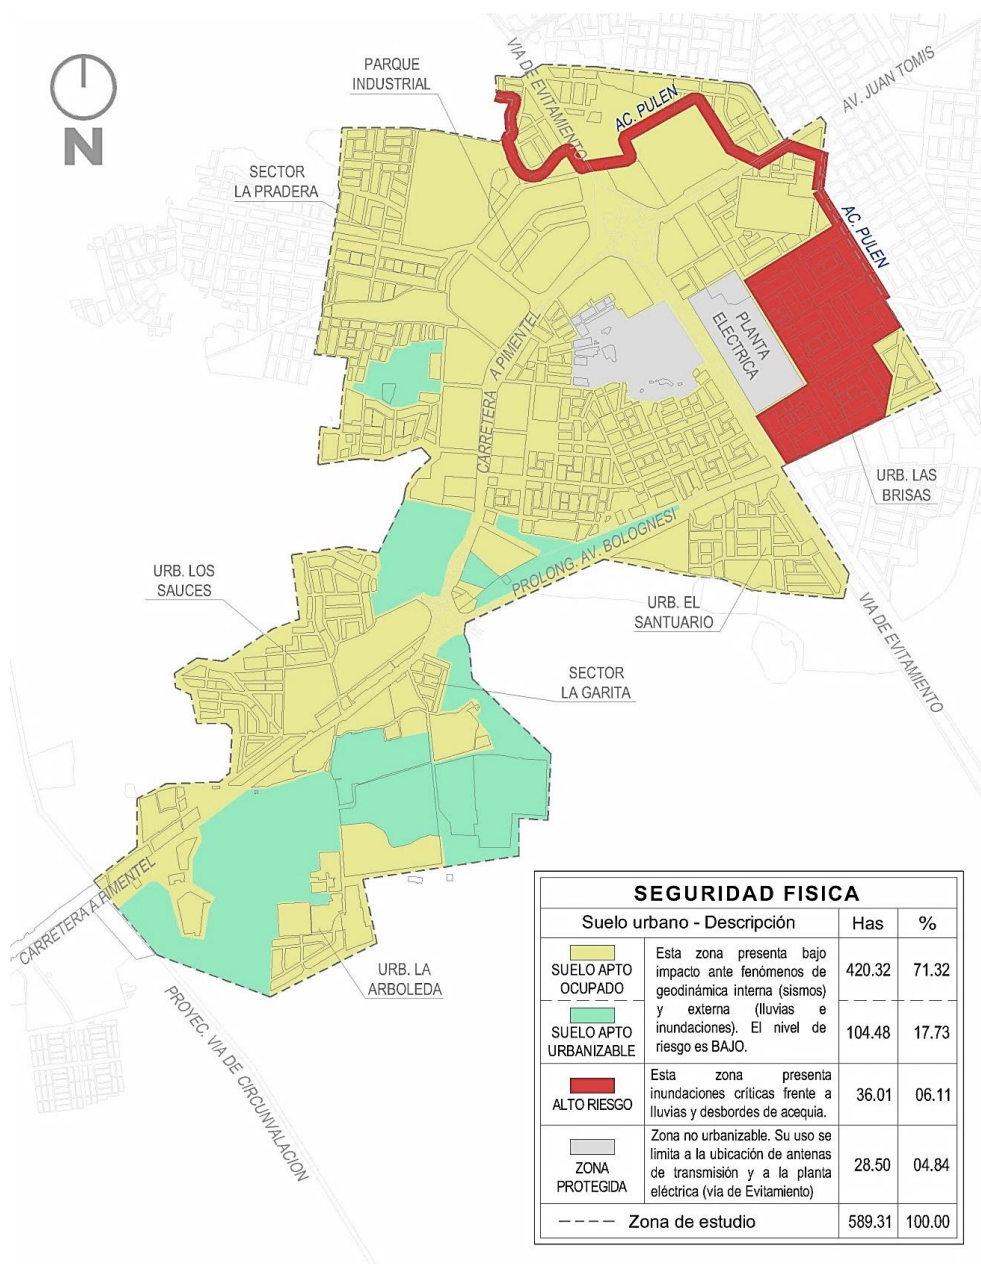 N
PARQUE
INDUSTRIAL
VIA DE EVITAMIENTO
AC. PULEN
AV. JUAN TOMIS
SECTOR
LA PRADERA
AC. PULEN
PLANTA
ELECTRICA
CARRETERA A PIMENTEL
URB. LAS
BRISAS
PROLONG. AV. BOLOGNESI
URB. LOS
SAUCES
URB. EL
SANTUARIO
VIA DE EVITAMIENTO
SECTOR
LA GARITA
CARRETERA A PIMENTEL
URB. LA
ARBOLEDA
PROYEC. VIA DE CIRCUNVALACION
SEGURIDAD FISICA
Suelo urbano - Descripción Has %
SUELO APTO
OCUPADO
Esta zona presenta bajo
impacto ante fenómenos de
geodinámica interna (sismos)
y externa (lluvias e
inundaciones). El nivel de
riesgo es BAJO.
420.32 71.32
SUELO APTO
URBANIZABLE
104.48 17.73
ALTO RIESGO
Esta zona presenta
inundaciones críticas frente a
lluvias y desbordes de acequia.
36.01 06.11
ZONA
PROTEGIDA
Zona no urbanizable. Su uso se
limita a la ubicación de antenas
de transmisión y a la planta
eléctrica (vía de Evitamiento)
28.50 04.84
Zona de estudio 589.31 100.00